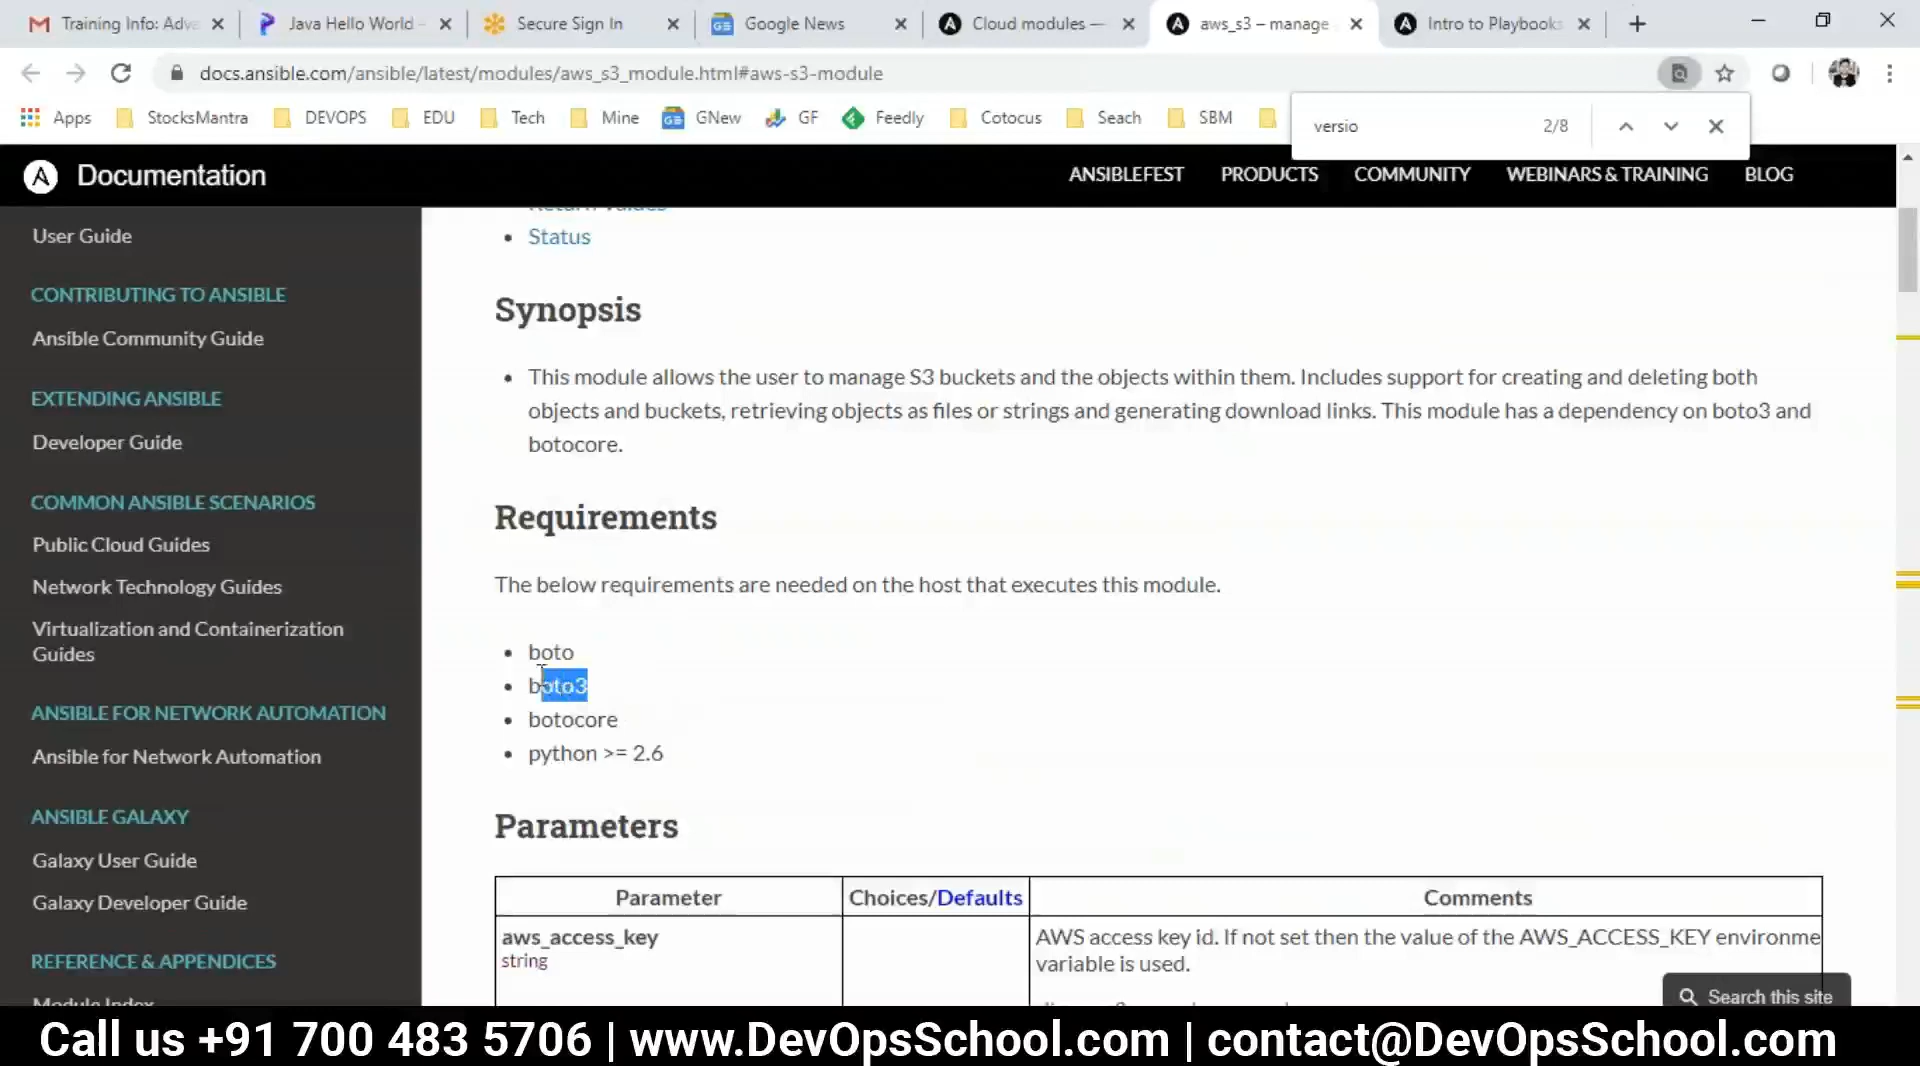 Training Info: Adva
Java Hello World -
Secure Sign In
Google News
Cloud modules —
aws_s3 – manage
Intro to Playbooks
docs.ansible.com/ansible/latest/modules/aws_s3_module.html#aws-s3-module
Apps
StocksMantra
DEVOPS
EDU
Tech
Mine
GNew
GF
Feedly
Cotocus
Seach
SBM
versio
2/8
Documentation
ANSIBLEFEST
PRODUCTS
COMMUNITY
WEBINARS & TRAINING
BLOG
User Guide
CONTRIBUTING TO ANSIBLE
Ansible Community Guide
EXTENDING ANSIBLE
Developer Guide
COMMON ANSIBLE SCENARIOS
Public Cloud Guides
Network Technology Guides
Virtualization and Containerization
Guides
ANSIBLE FOR NETWORK AUTOMATION
Ansible for Network Automation
ANSIBLE GALAXY
Galaxy User Guide
Galaxy Developer Guide
REFERENCE & APPENDICES
Module Index
Return Values
Status
Synopsis
This module allows the user to manage S3 buckets and the objects within them. Includes support for creating and deleting both
objects and buckets, retrieving objects as files or strings and generating download links. This module has a dependency on boto3 and
botocore.
Requirements
The below requirements are needed on the host that executes this module.
boto
boto3
botocore
python >= 2.6
Parameters
Parameter
Choices/Defaults
Comments
aws_access_key
string
AWS access key id. If not set then the value of the AWS_ACCESS_KEY environme
variable is used.
Search this site
Call us +91 700 483 5706 | www.DevOpsSchool.com | contact@DevOpsSchool.com